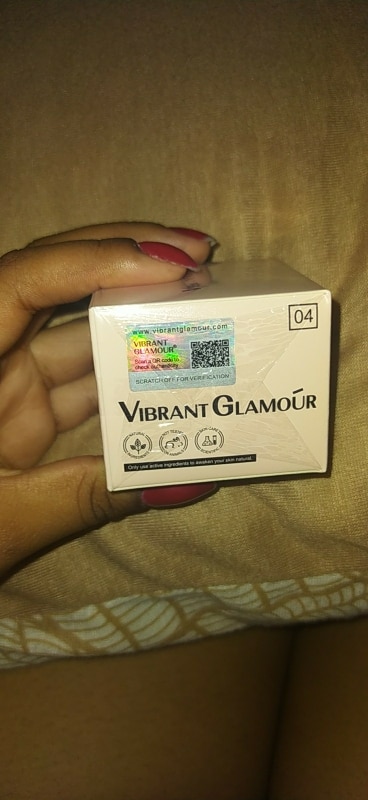 04
www.vibrantglamour.com
VIBRANT
GLAMOUR
Scan a QR code to
check authenticity
SCRATCH OFF FOR VERIFICATION
VIBRANT GLAMOÚR
Only use active ingredients to awaken your skin natural.